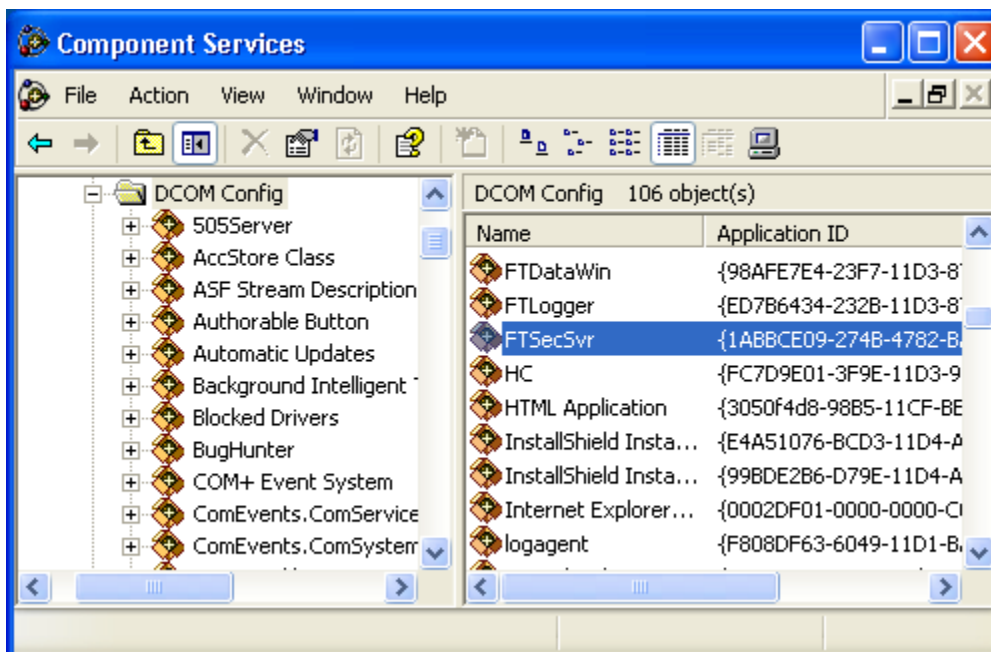 Component Services
File Action View Window Help
DCOM Config
505Server
AccStore Class
ASF Stream Description
Authorable Button
Automatic Updates
Background Intelligent
Blocked Drivers
BugHunter
COM+ Event System
ComEvents.ComService
ComEvents.ComSystem
DCOM Config 106 object(s)
Name Application ID
FTDataWin {98AFE7E4-23F7-11D3-8
FTLogger {ED7B6434-232B-11D3-8
FTSecSvr {1ABBCE09-274B-4782-B
HC {FC7D9E01-3F9E-11D3-9
HTML Application {3050f4d8-98B5-11CF-BE
InstallShield Insta... {E4A51076-BCD3-11D4-A
InstallShield Insta... {99BDE2B6-D79E-11D4-A
Internet Explorer... {0002DF01-0000-0000-C
logagent {F808DF63-6049-11D1-B